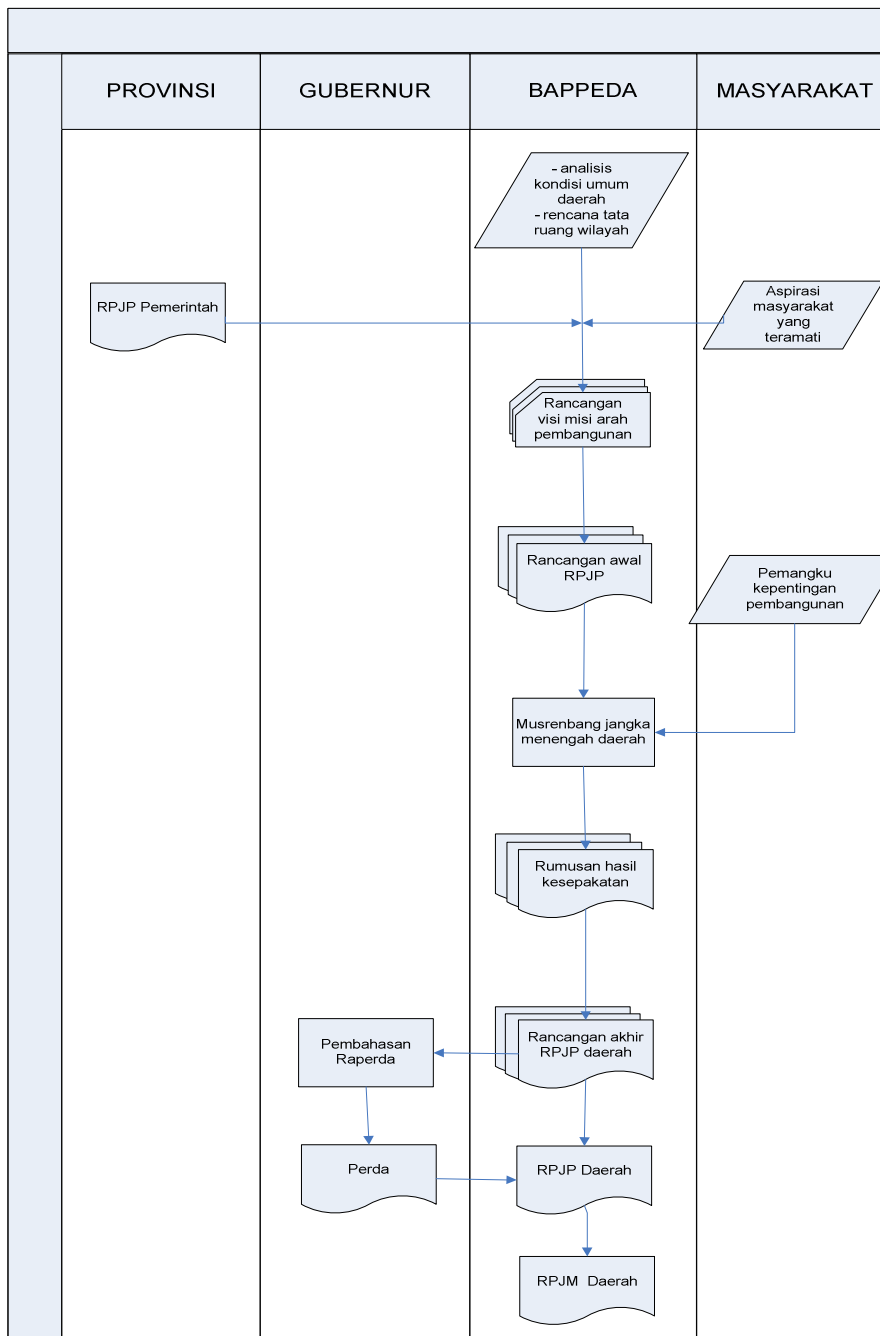 PROVINSI
GUBERNUR
BAPPEDA
MASYARAKAT
- analisis
kondisi umum
daerah
- rencana tata
ruang wilayah
RPJP Pemerintah
Aspirasi
masyarakat
yang
teramati
Rancangan
visi misi arah
pembangunan
Rancangan awal
RPJP
Pemangku
kepentingan
pembangunan
Musrenbang jangka
menengah daerah
Rumusan hasil
kesepakatan
Pembahasan
Raperda
Rancangan akhir
RPJP daerah
Perda
RPJP Daerah
RPJM Daerah